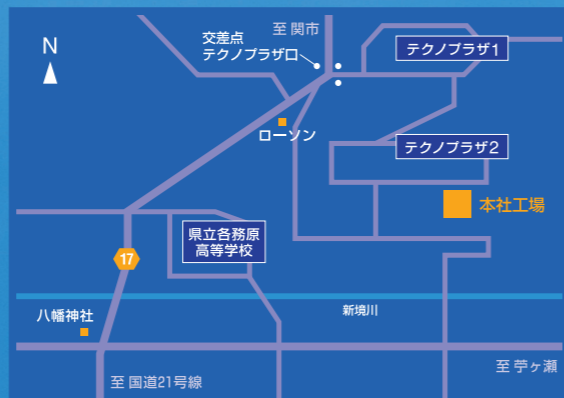 至 関市
N
交差点
テクノプラザ口
テクノプラザ1
ローソン
テクノプラザ2
本社工場
県立各務原
高等学校
17
八幡神社
新境川
至 苧ヶ瀬
至 国道21号線